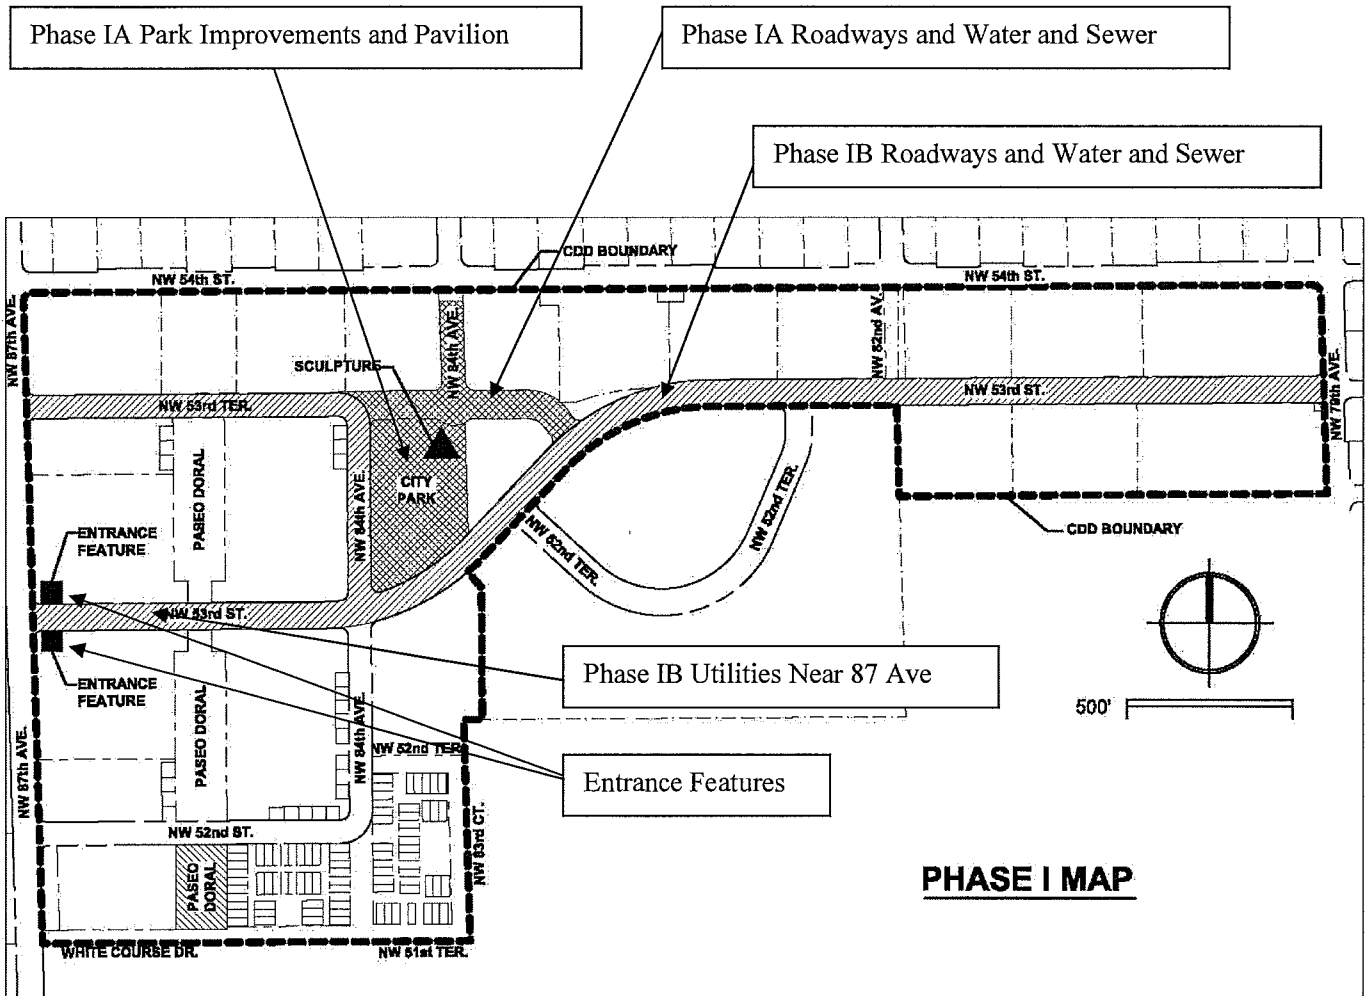 Phase IA Park Improvements and Pavilion
Phase IA Roadways and Water and Sewer
Phase IB Roadways and Water and Sewer
CDD BOUNDARY
NW 54th ST.
NW 54th ST.
NW 87th AVE.
NW 84th AVE.
NW 52nd AV.
SCULPTURE
NW 53rd TER.
NW 53rd ST.
NW 79th AVE.
CITY
PARK
PASEO DORAL
NW 84th AVE.
NW 52nd TER.
NW 52nd TER.
CDD BOUNDARY
ENTRANCE
FEATURE
NW 53rd ST.
ENTRANCE
FEATURE
Phase IB Utilities Near 87 Ave
500'
PASEO DORAL
NW 84th AVE.
NW 87th AVE.
NW 52nd TER.
Entrance Features
NW 52nd ST.
NW 83rd CT.
PASEO
DORAL
PHASE I MAP
WHITE COURSE DR.
NW 51st TER.